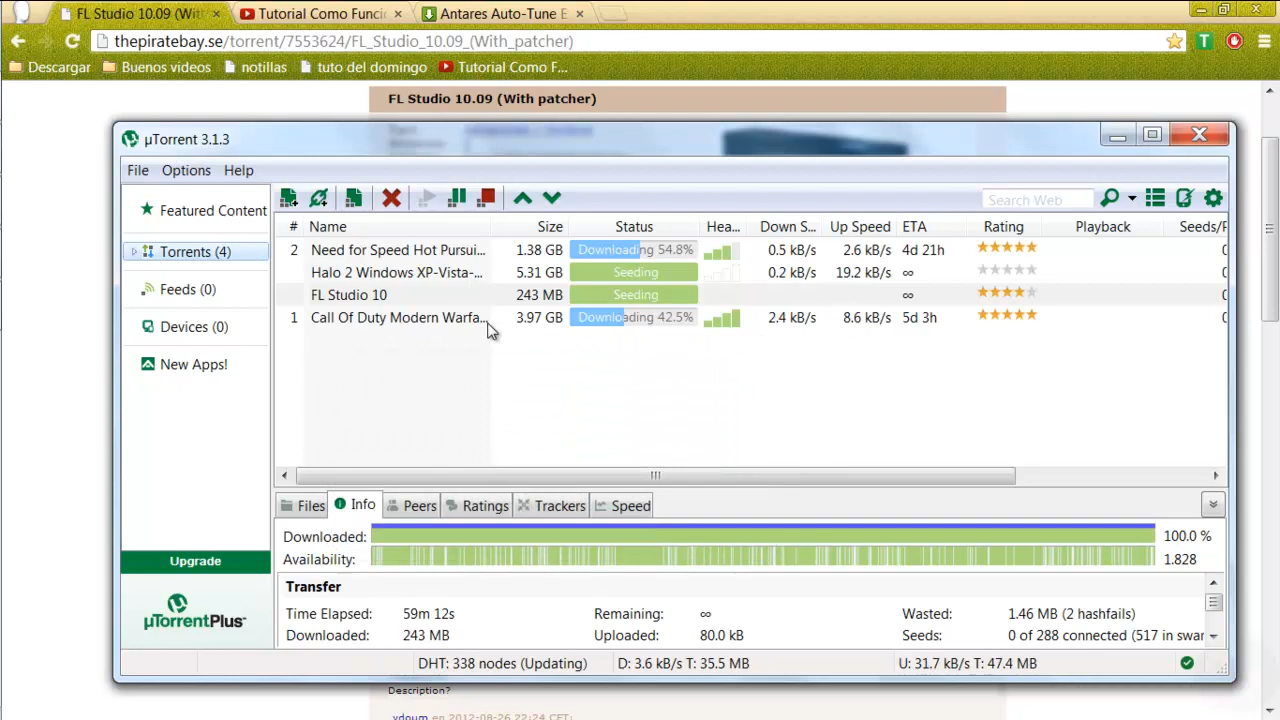 FL Studio 10.09 (Wit
Tutorial Como Funci
Antares Auto-Tune E
thepiratebay.se/torrent/7553624/FL_Studio_10.09_(With_patcher)
Descargar
Buenos videos
notillas
tuto del domingo
Tutorial Como F...
FL Studio 10.09 (With patcher)
µTorrent 3.1.3
File Options Help
Featured Content
Torrents (4)
Feeds (0)
Devices (0)
New Apps!
Search Web
# Name Size Status Hea... Down S... Up Speed ETA Rating Playback Seeds/P
2 Need for Speed Hot Pursui... 1.38 GB Downloading 54.8% 0.5 kB/s 2.6 kB/s 4d 21h
Halo 2 Windows XP-Vista-... 5.31 GB Seeding 0.2 kB/s 19.2 kB/s ∞
FL Studio 10 243 MB Seeding ∞
1 Call Of Duty Modern Warfa... 3.97 GB Downloading 42.5% 2.4 kB/s 8.6 kB/s 5d 3h
Files Info Peers Ratings Trackers Speed
Downloaded: 100.0 %
Availability: 1.828
Upgrade
µTorrentPlus
Transfer
Time Elapsed: 59m 12s Remaining: ∞ Wasted: 1.46 MB (2 hashfails)
Downloaded: 243 MB Uploaded: 80.0 kB Seeds: 0 of 288 connected (517 in swar
DHT: 338 nodes (Updating) D: 3.6 kB/s T: 35.5 MB U: 31.7 kB/s T: 47.4 MB
Description?
vdoum en 2012-08-26 22:24 CET: